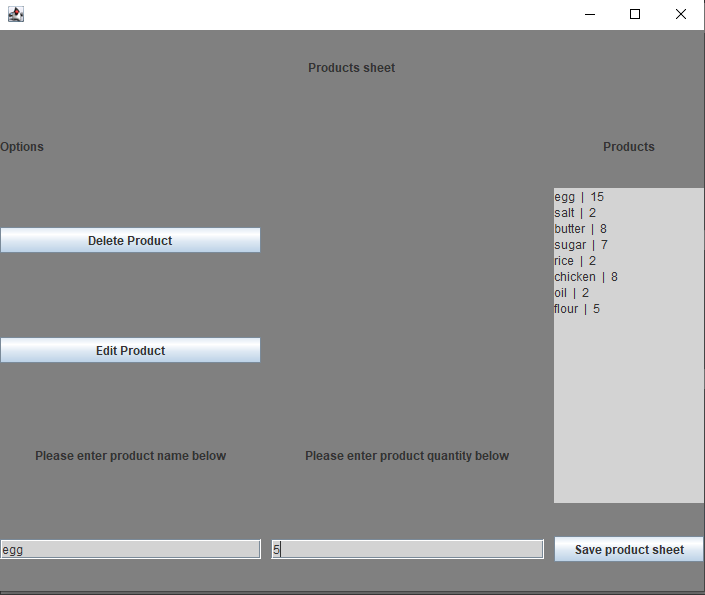 Products sheet
Options
Products
egg | 15
salt | 2
butter | 8
sugar | 7
rice | 2
chicken | 8
oil | 2
flour | 5
Delete Product
Edit Product
Please enter product name below
Please enter product quantity below
egg
5
Save product sheet